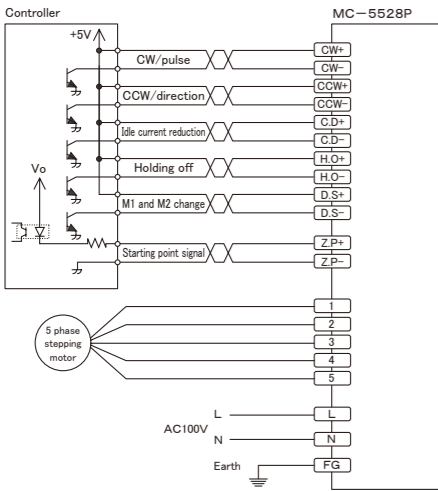 Controller
MC-5528P
+5V
CW/pulse
CW+
CW-
CCW/direction
CCW+
CCW-
Idle current reduction
C.D+
C.D-
Holding off
H.O+
H.O-
Vo
M1 and M2 change
D.S+
D.S-
Starting point signal
Z.P+
Z.P-
5 phase
stepping
motor
1
2
3
4
5
AC100V
L
L
N
N
Earth
FG